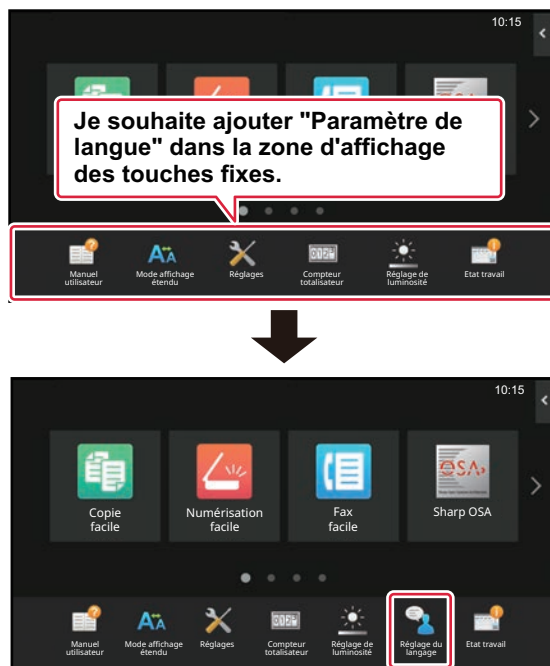 10:15
Je souhaite ajouter "Paramètre de
langue" dans la zone d'affichage
des touches fixes.
Manuel
utilisateur
Mode affichage
étendu
Réglages
Compteur
totalisateur
Réglage de
luminosité
Etat travail
10:15
Copie
facile
Numérisation
facile
Fax
facile
Sharp OSA
Manuel
utilisateur
Mode affichage
étendu
Réglages
Compteur
totalisateur
Réglage de
luminosité
Réglage du
langage
Etat travail